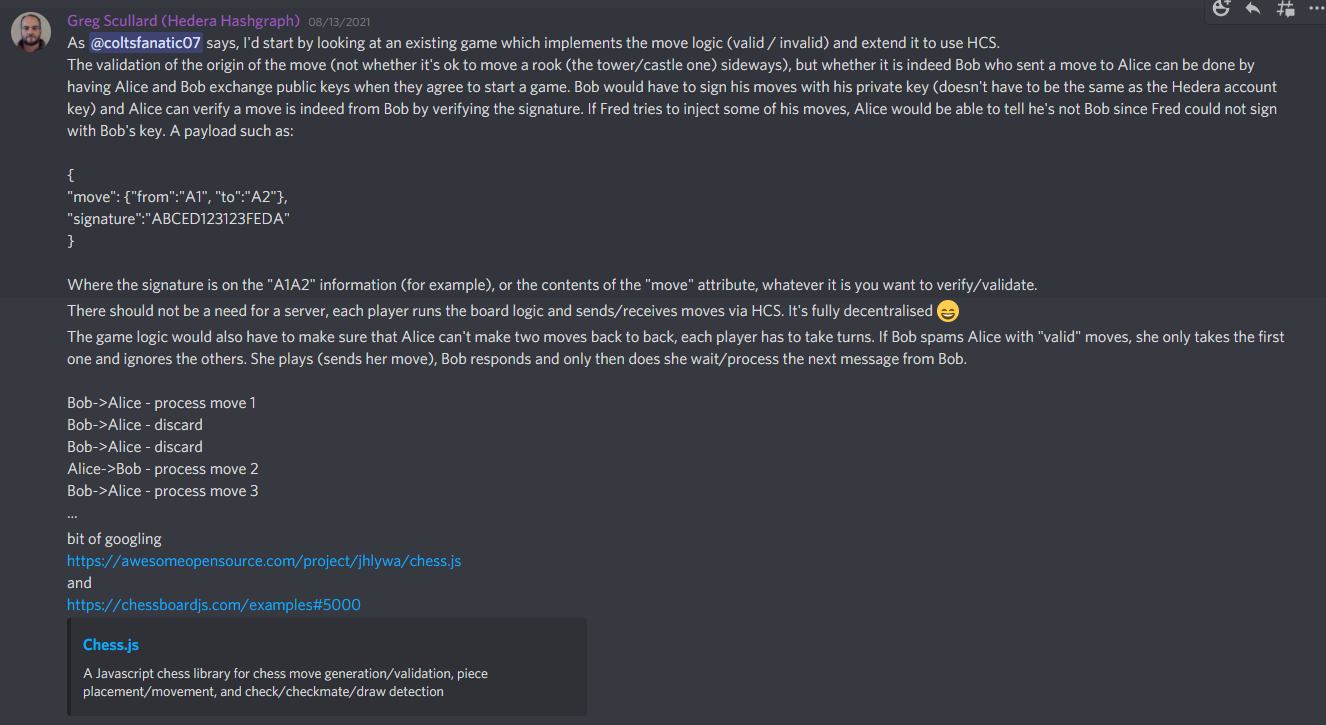 Greg Scullard (Hedera Hashgraph) 08/13/2021
As @coltsfanatic07 says, I'd start by looking at an existing game which implements the move logic (valid / invalid) and extend it to use HCS.
The validation of the origin of the move (not whether it's ok to move a rook (the tower/castle one) sideways), but whether it is indeed Bob who sent a move to Alice can be done by
having Alice and Bob exchange public keys when they agree to start a game. Bob would have to sign his moves with his private key (doesn't have to be the same as the Hedera account
key) and Alice can verify a move is indeed from Bob by verifying the signature. If Fred tries to inject some of his moves, Alice would be able to tell he's not Bob since Fred could not sign
with Bob's key. A payload such as:
{
"move": {"from":"A1", "to":"A2"},
"signature":"ABCED123123FEDA"
}
Where the signature is on the "A1A2" information (for example), or the contents of the "move" attribute, whatever it is you want to verify/validate.
There should not be a need for a server, each player runs the board logic and sends/receives moves via HCS. It's fully decentralised 😄
The game logic would also have to make sure that Alice can't make two moves back to back, each player has to take turns. If Bob spams Alice with "valid" moves, she only takes the first
one and ignores the others. She plays (sends her move), Bob responds and only then does she wait/process the next message from Bob.
Bob->Alice - process move 1
Bob->Alice - discard
Bob->Alice - discard
Alice->Bob - process move 2
Bob->Alice - process move 3
...
bit of googling
https://awesomeopensource.com/project/jhlywa/chess.js
and
https://chessboardjs.com/examples#5000
Chess.js
A Javascript chess library for chess move generation/validation, piece
placement/movement, and check/checkmate/draw detection